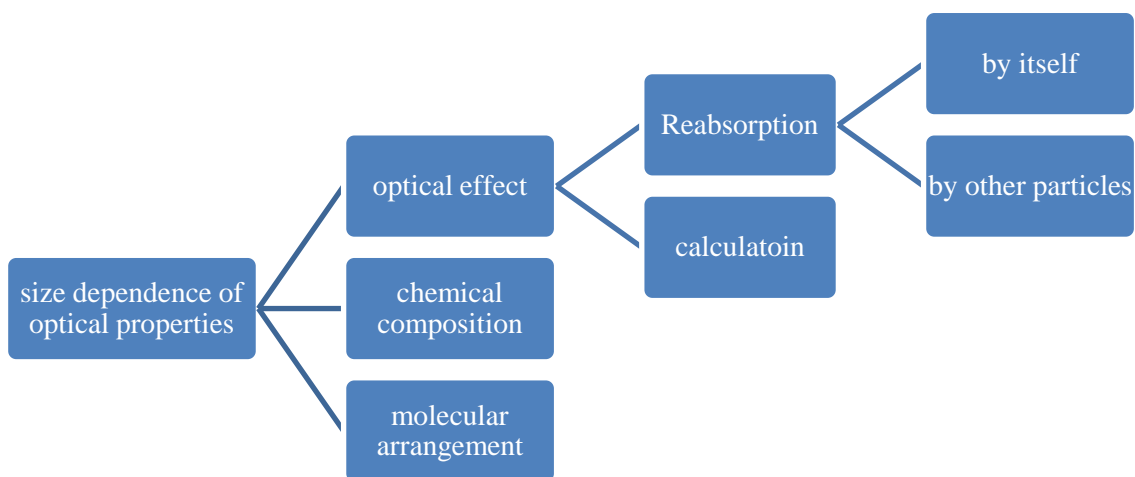 size dependence of
optical properties
optical effect
Reabsorption
by itself
by other particles
calculatoin
chemical
composition
molecular
arrangement